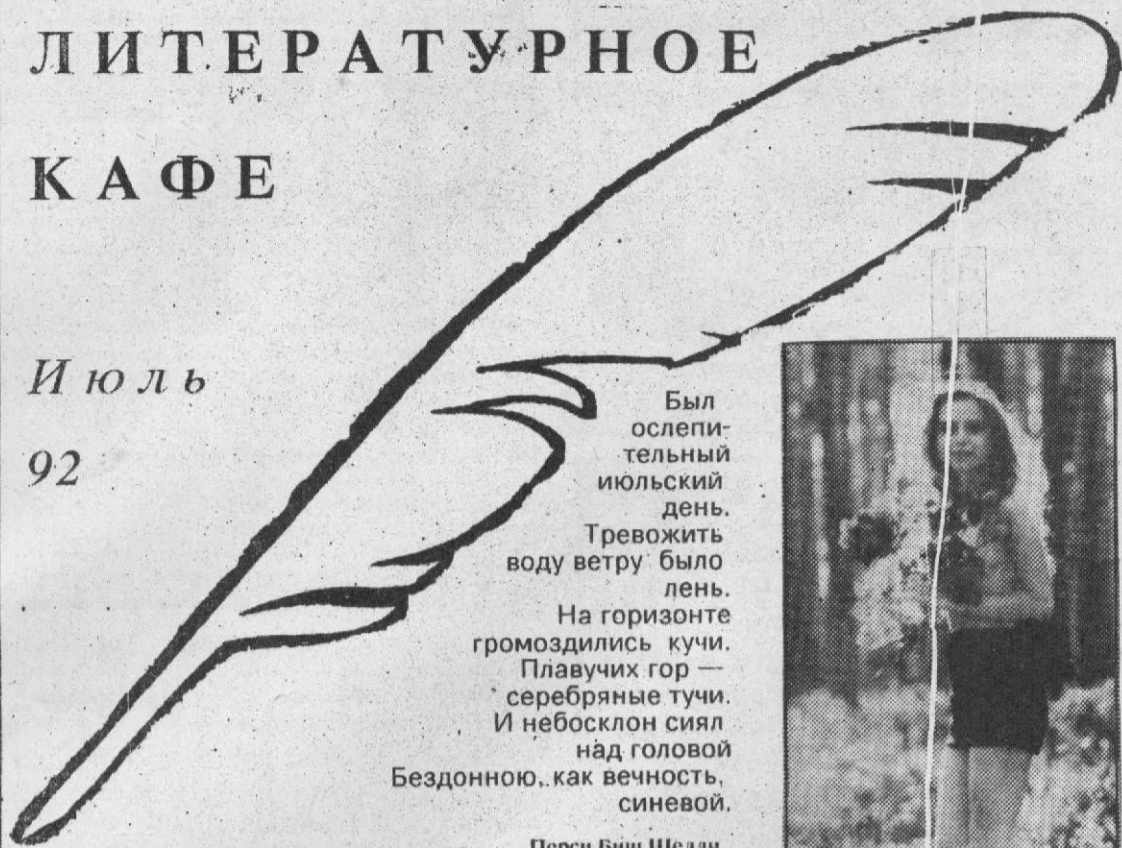 ЛИТЕРАТУРНОЕ
КАФЕ
Июль
92
Был
ослепи-
тельный
июльский
день.
Тревожить
воду ветру было
лень.
На горизонте
громоздились кучи.
Плавучих гор —
серебряные тучи.
И небосклон сиял
над головой
Бездонною, как вечность,
синевой.
Перси Биш Шелли